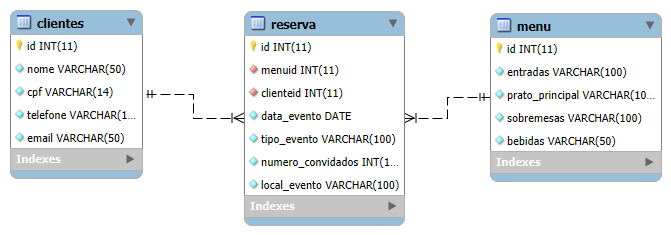 clientes
id INT(11)
nome VARCHAR(50)
cpf VARCHAR(14)
telefone VARCHAR(1...
email VARCHAR(50)
Indexes
reserva
id INT(11)
menuid INT(11)
clienteid INT(11)
data_evento DATE
tipo_evento VARCHAR(100)
numero_convidados INT(1...
local_evento VARCHAR(100)
Indexes
menu
id INT(11)
entradas VARCHAR(100)
prato_principal VARCHAR(10...
sobremesas VARCHAR(100)
bebidas VARCHAR(50)
Indexes